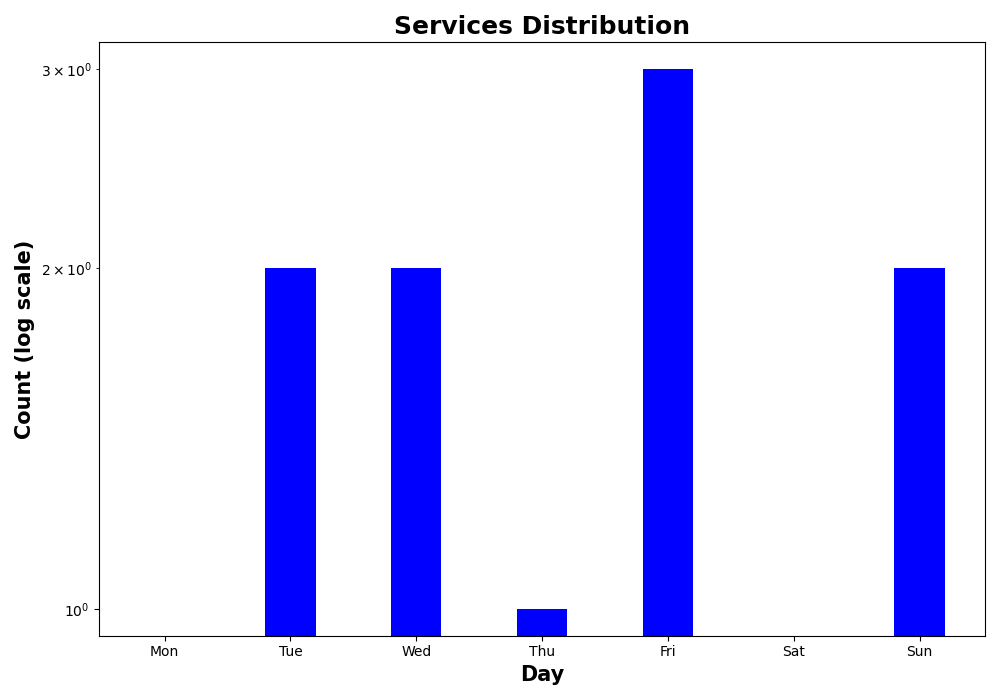 Services Distribution
Count (log scale)
3 × 10⁰
2 × 10⁰
10⁰
Mon Tue Wed Thu Fri Sat Sun
Day